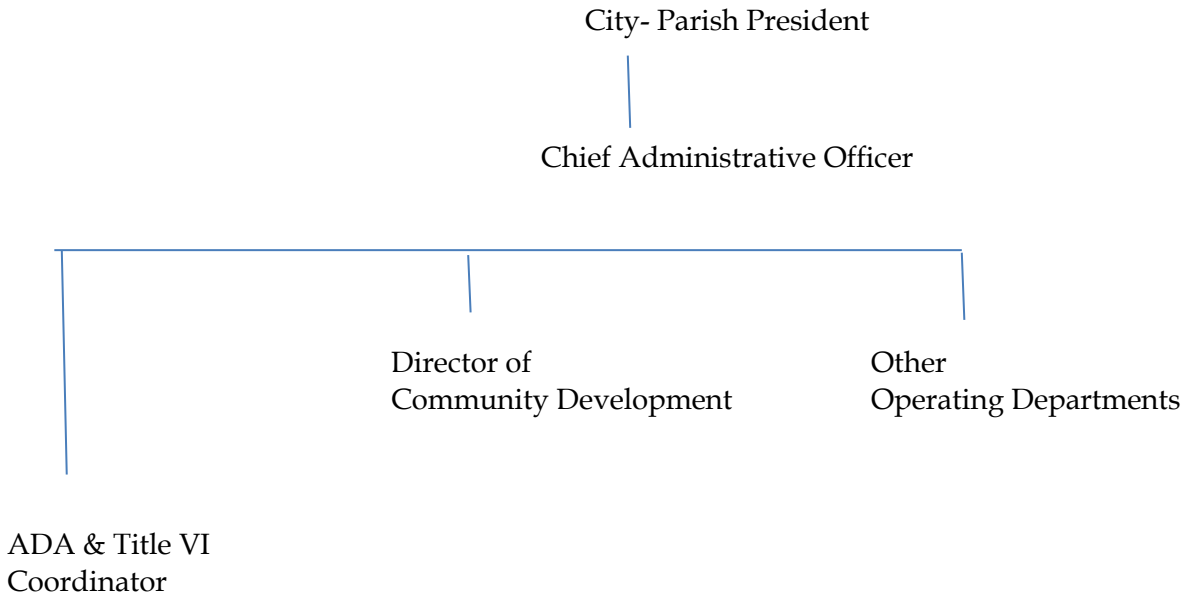 City- Parish President
Chief Administrative Officer
Director of
Community Development
Other
Operating Departments
ADA & Title VI
Coordinator